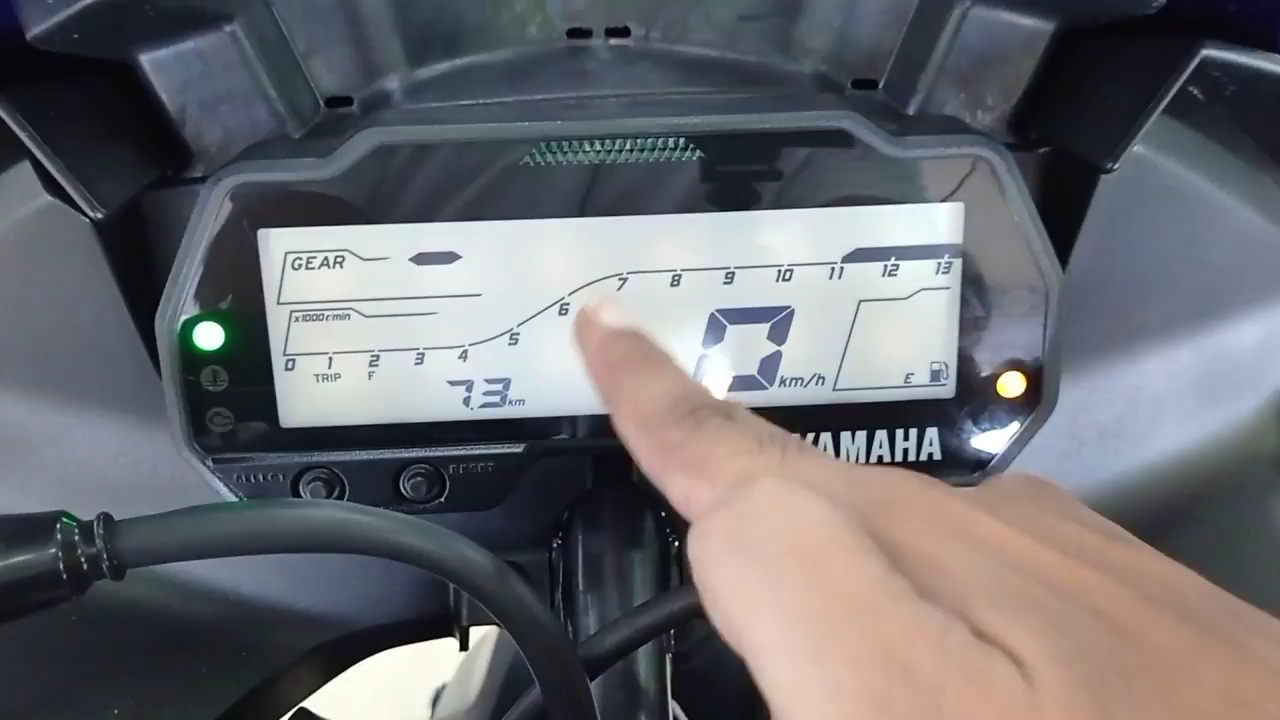 GEAR
x1000 r/min
0 1 2 3 4 5 6 7 8 9 10 11 12 13
TRIP F
7.3 km
0 km/h
E
YAMAHA
SELECT
RESET